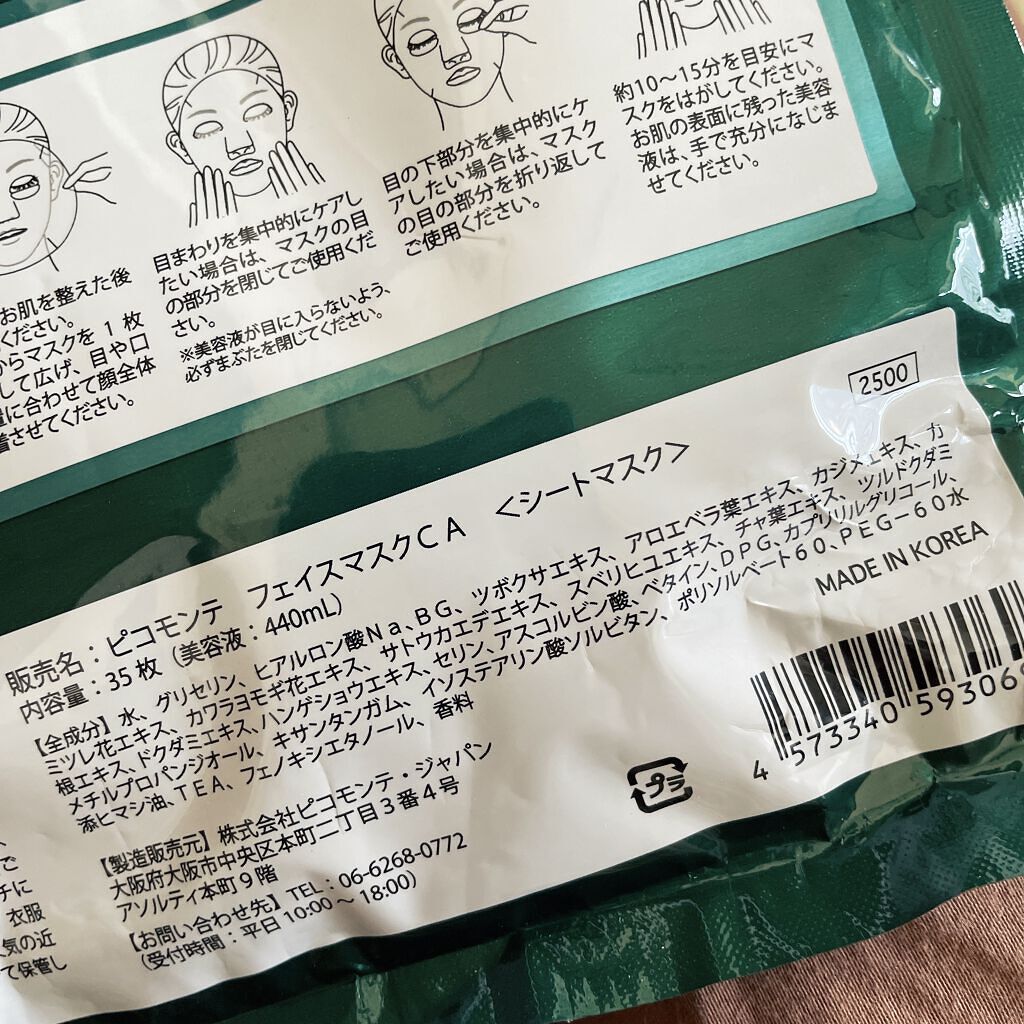 お肌を整えた後
ください。
からマスクを 1 枚
して広げ、目や口
に合わせて顔全体
着させてください。
目まわりを集中的にケアし
たい場合は、マスクの目
の部分を閉じてご使用くだ
さい。
※美容液が目に入らないよう、
必ずまぶたを閉じてください。
目の下部分を集中的にケ
アしたい場合は、マスク
の目の部分を折り返して
ご使用ください。
約10～15分を目安にマ
スクをはがしてください。
お肌の表面に残った美容
液は、手で充分になじま
せてください。
2500
販売名：ピコモンテ　フェイスマスクCA　＜シートマスク＞
内容量：35枚（美容液：440mL）
【全成分】水、グリセリン、ヒアルロン酸Na、BG、ツボクサエキス、アロエベラ葉エキス、カジメエキス、カ
ミツレ花エキス、カワラヨモギ花エキス、サトウカエデエキス、スベリヒユエキス、チャ葉エキス、ツルドクダミ
根エキス、ドクダミエキス、ハンゲショウエキス、セリン、アスコルビン酸、ベタイン、DPG、カプリリルグリコール、
メチルプロパンジオール、キサンタンガム、イソステアリン酸ソルビタン、ポリソルベート60、PEG－60水
添ヒマシ油、TEA、フェノキシエタノール、香料
MADE IN KOREA
【製造販売元】株式会社ピコモンテ・ジャパン
大阪府大阪市中央区本町二丁目3番4号
アソルティ本町9階
【お問い合わせ先】TEL：06-6268-0772
（受付時間：平日 10:00 ～ 18:00）
プラ
4 573340 59306
ご
チに
衣服
気の近
て保管し